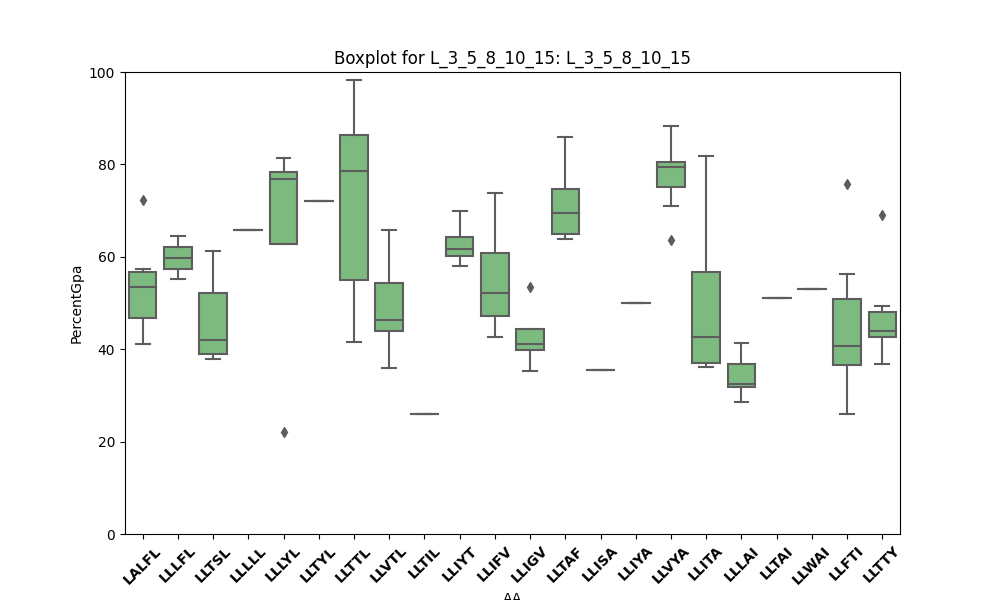 Boxplot for L_3_5_8_10_15: L_3_5_8_10_15
PercentGpa
100
80
60
40
20
0
LALFL LLLFL LLTSL LLLLL LLLYL LLTYL LLTTL LLVTL LLTIL LLIYT LLIFV LLIGV LLTAF LLISA LLIYA LLVYA LLITA LLLAI LLTAI LLWAI LLFTI LLTTY
AA